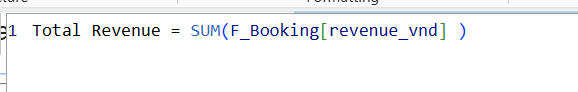 1 Total Revenue = SUM(F_Booking[revenue_vnd] )